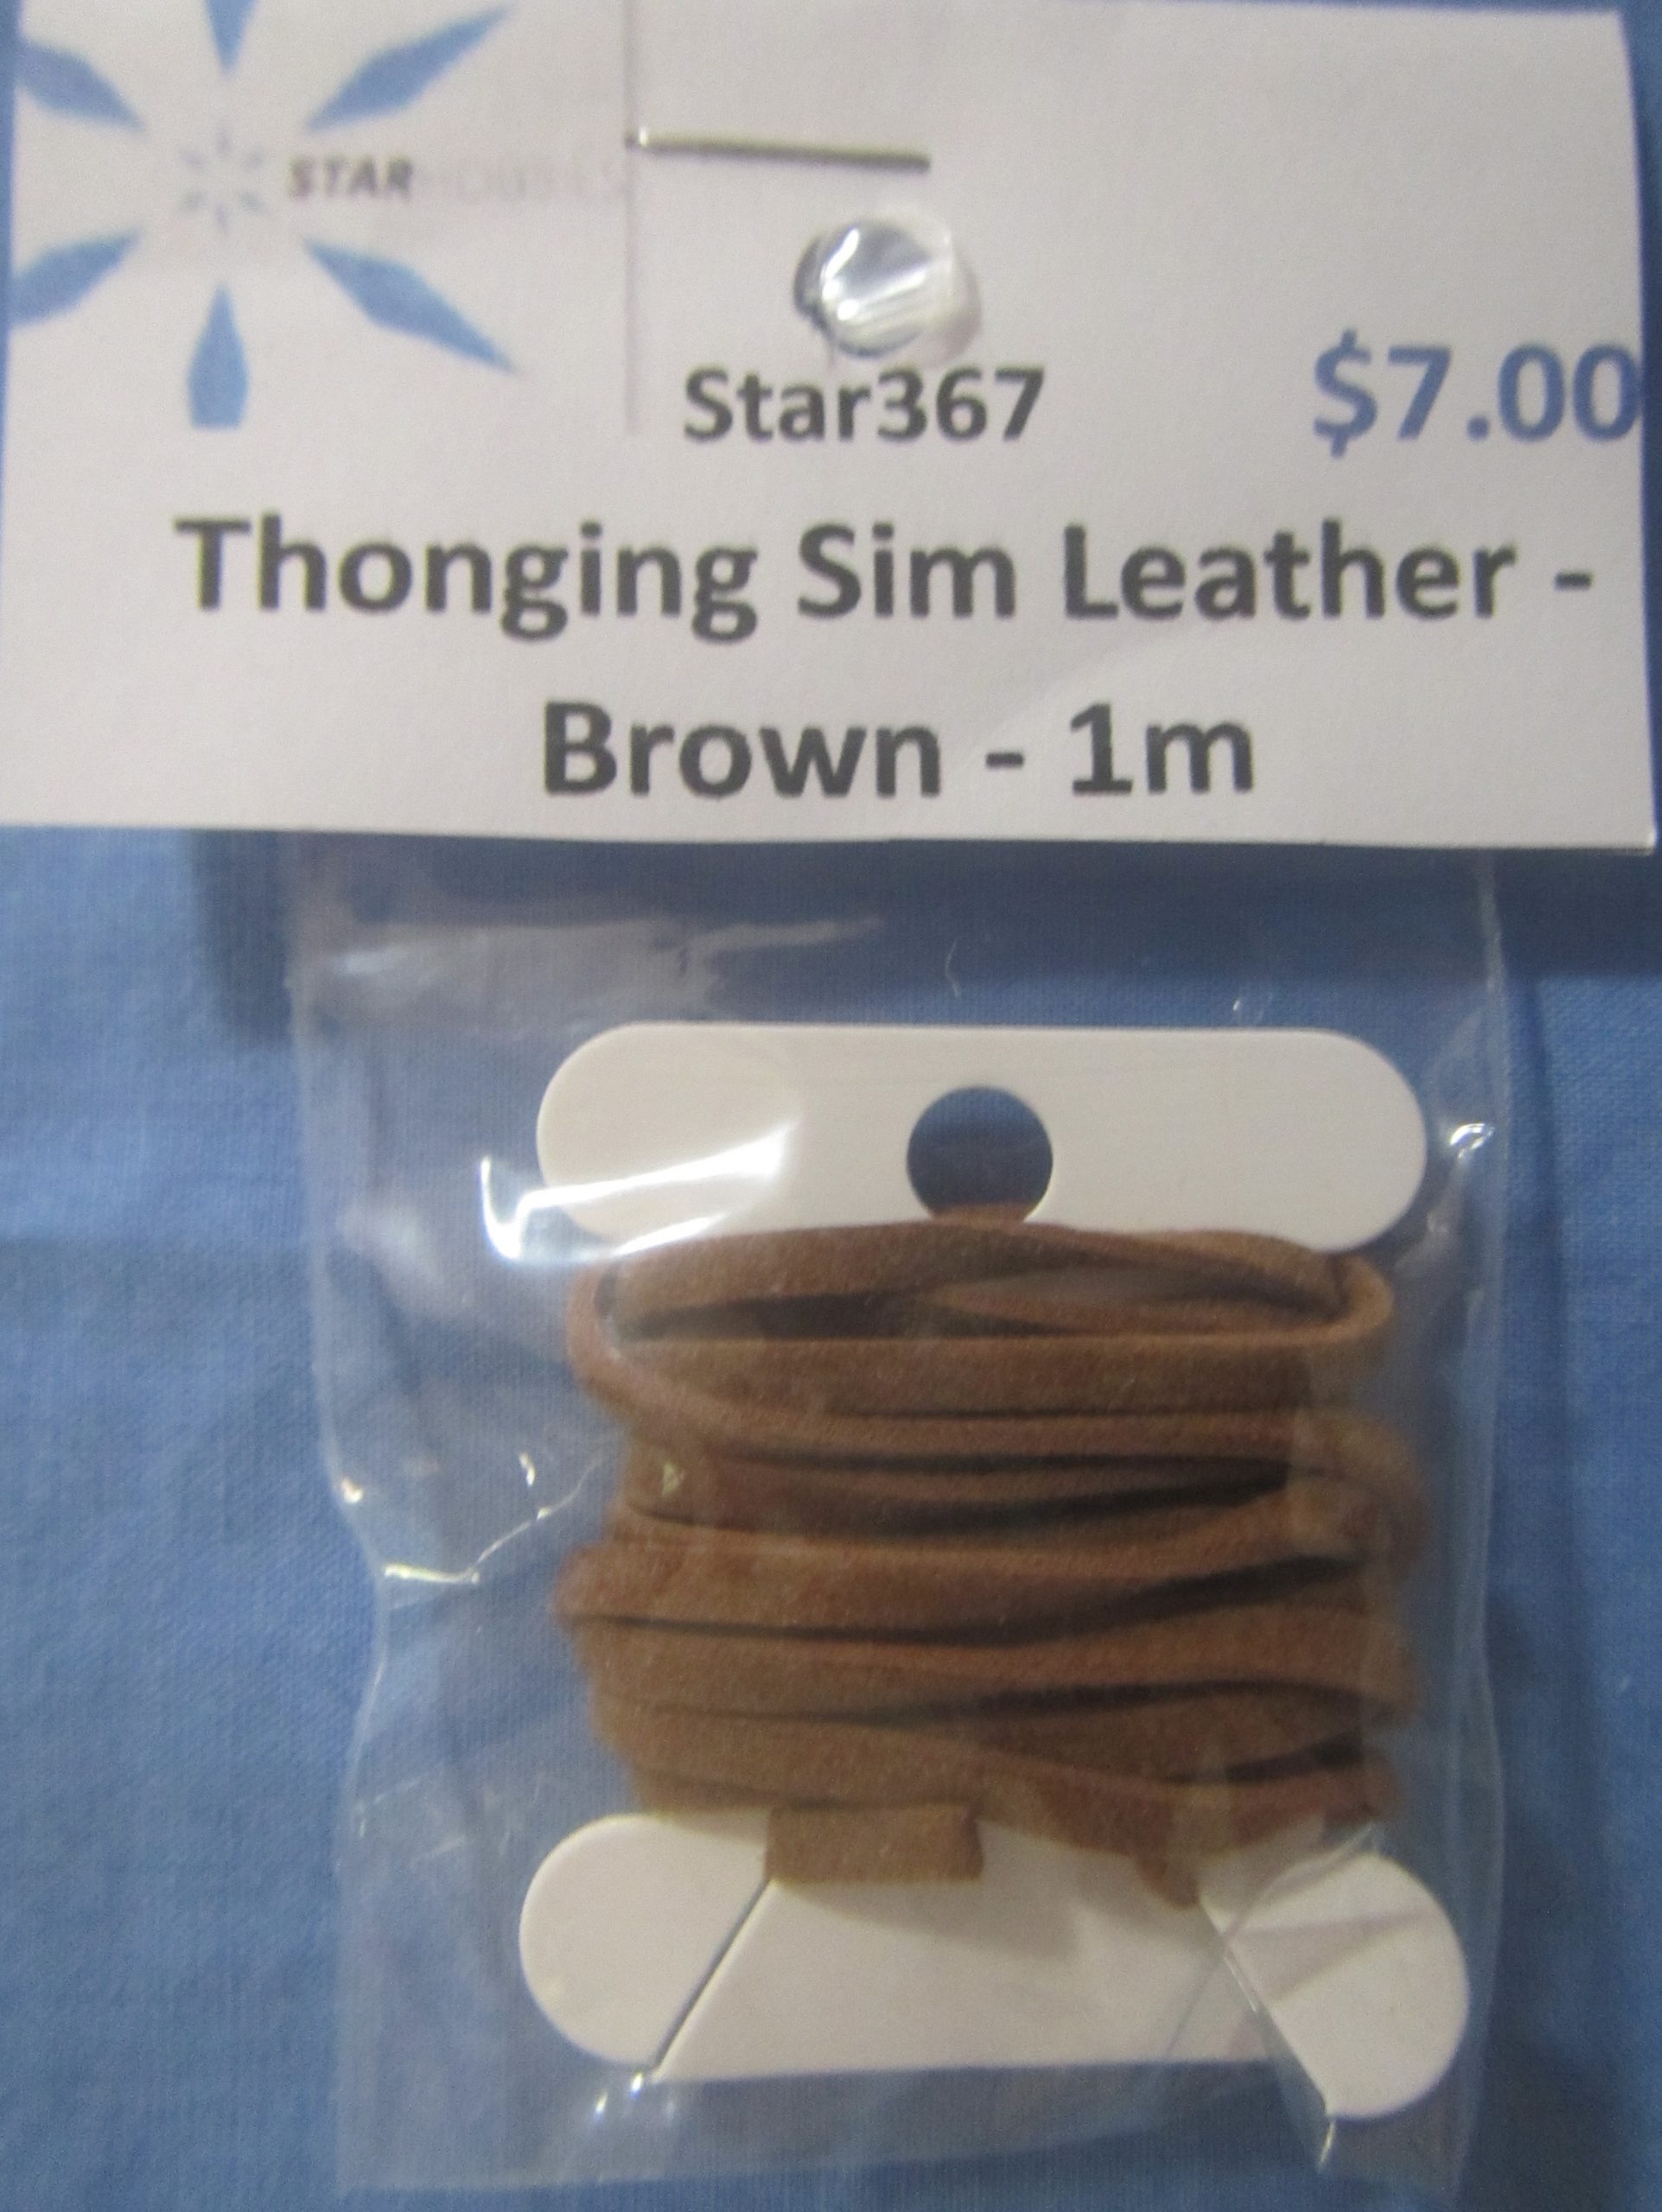 STAR
Star367 $7.00
Thonging Sim Leather -
Brown - 1m